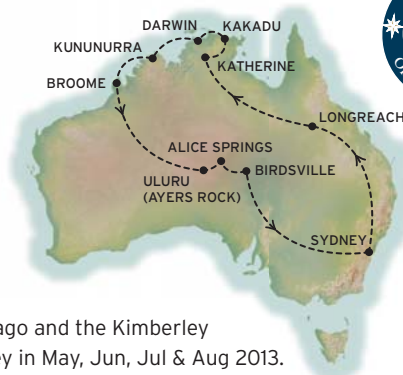 DARWIN
KAKADU
KUNUNURRA
KATHERINE
BROOME
LONGREACH
ALICE SPRINGS
ULURU
(AYERS ROCK)
BIRDSVILLE
SYDNEY
ago and the Kimberley
ey in May, Jun, Jul & Aug 2013.